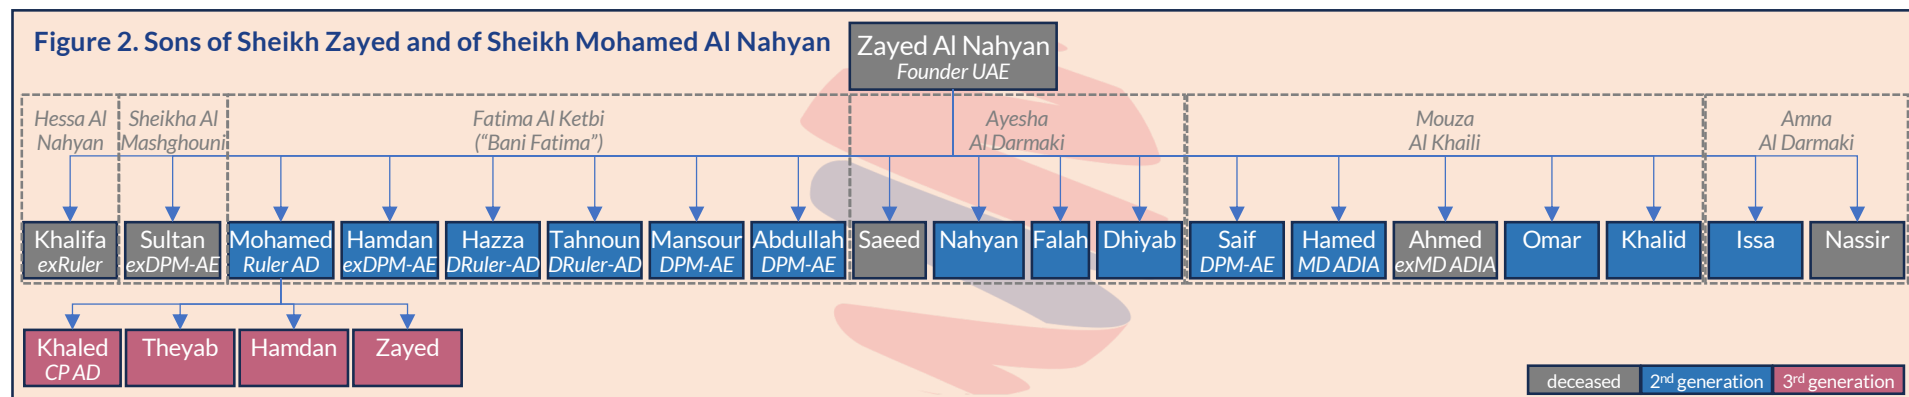 Figure 2. Sons of Sheikh Zayed and of Sheikh Mohamed Al Nahyan
Zayed Al Nahyan
Founder UAE
Hessa Al
Nahyan
Sheikha Al
Mashghouni
Fatima Al Ketbi
(“Bani Fatima”)
Ayesha
Al Darmaki
Mouza
Al Khaili
Amna
Al Darmaki
Khalifa
exRuler
Sultan
exDPM-AE
Mohamed
Ruler AD
Hamdan
exDPM-AE
Hazza
DRuler-AD
Tahnoun
DRuler-AD
Mansour
DPM-AE
Abdullah
DPM-AE
Saeed
Nahyan
Falah
Dhiyab
Saif
DPM-AE
Hamed
MD ADIA
Ahmed
exMD ADIA
Omar
Khalid
Issa
Nassir
Khaled
CP AD
Theyab
Hamdan
Zayed
deceased
2nd generation
3rd generation